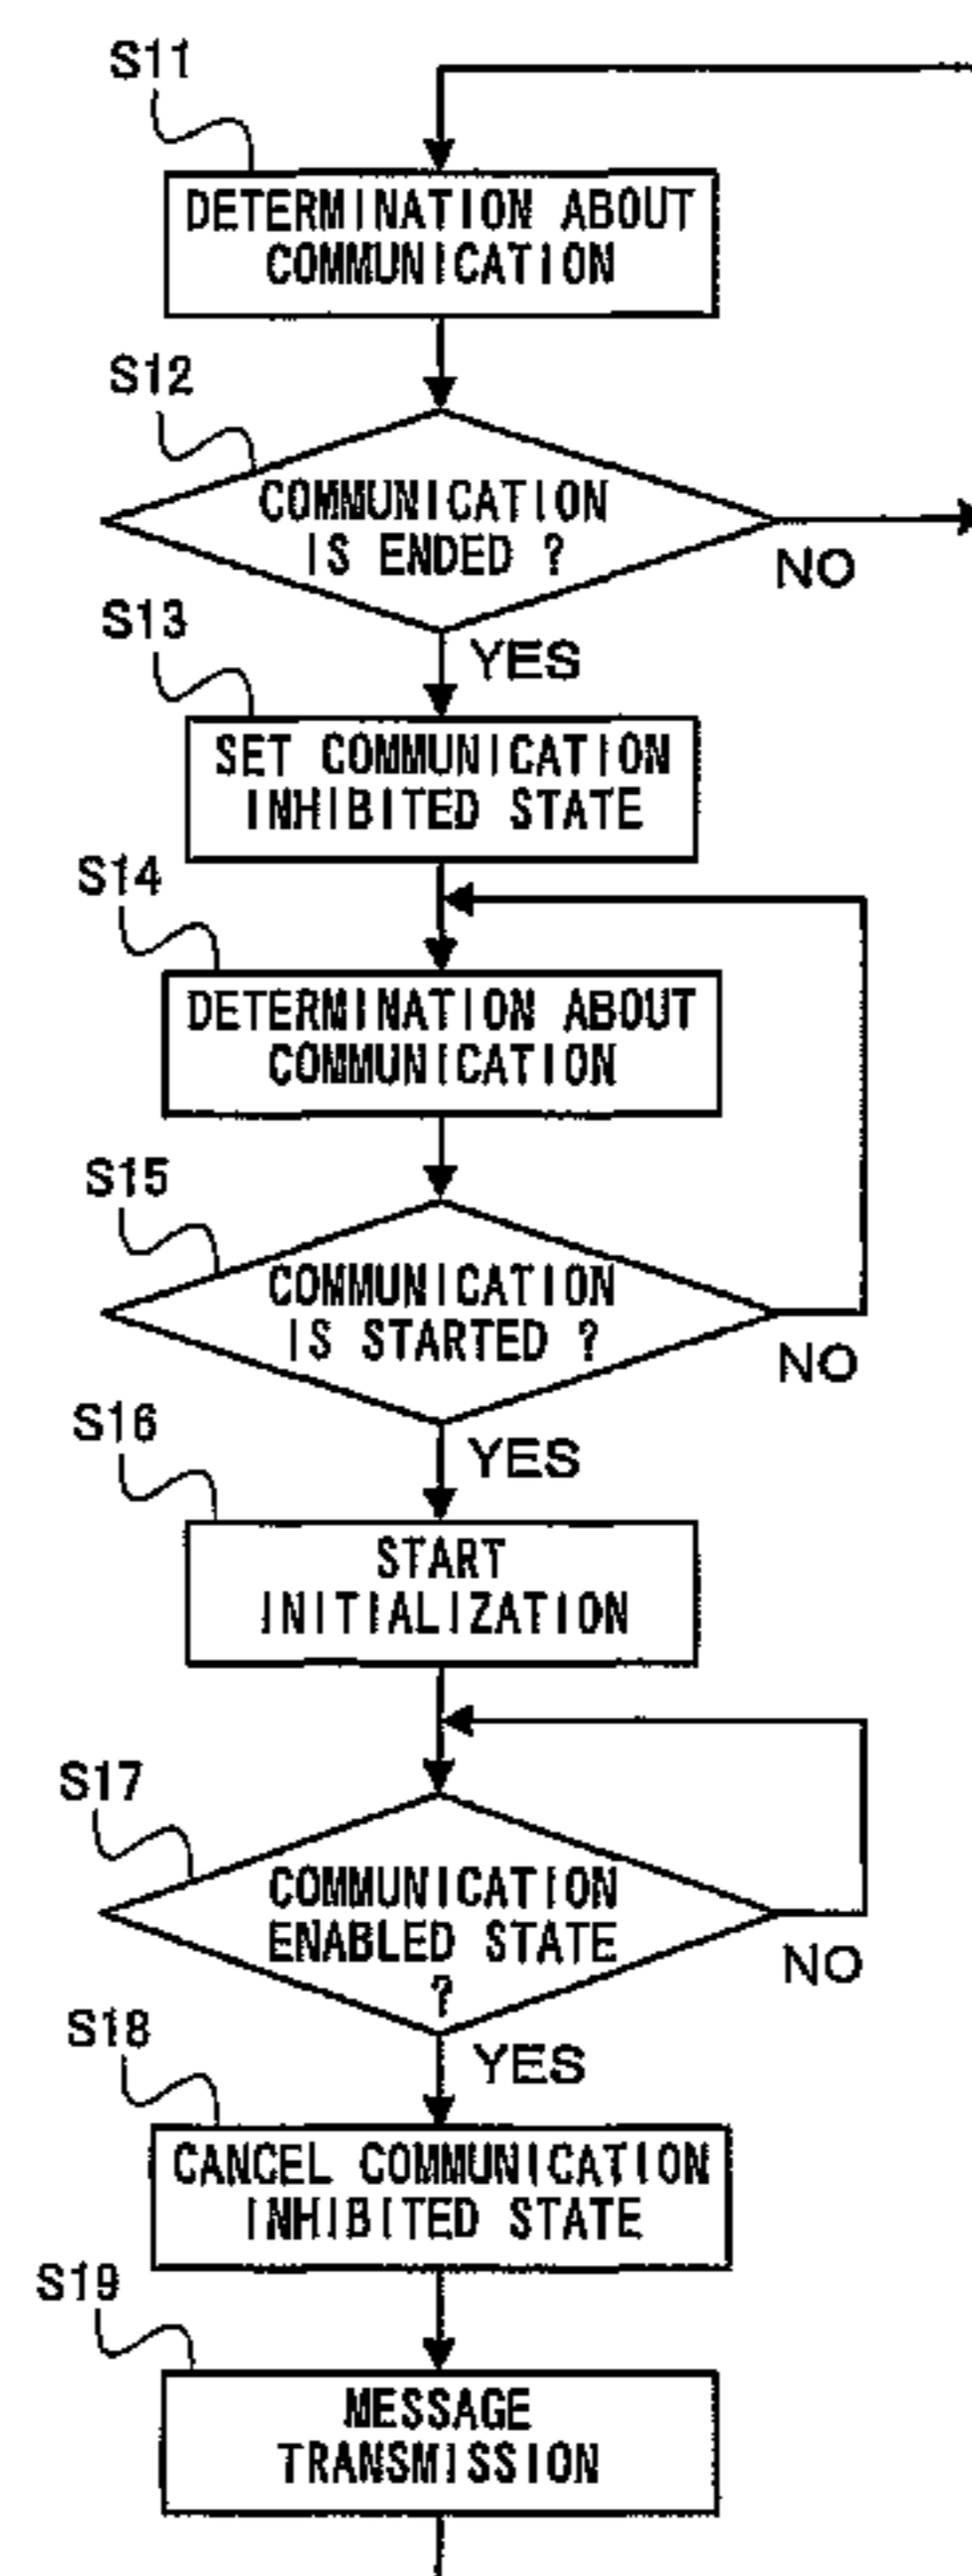 S11
DETERMINATION ABOUT
COMMUNICATION
S12
COMMUNICATION
IS ENDED ?
NO
YES
S13
SET COMMUNICATION
INHIBITED STATE
S14
DETERMINATION ABOUT
COMMUNICATION
S15
COMMUNICATION
IS STARTED ?
NO
YES
S16
START
INITIALIZATION
S17
COMMUNICATION
ENABLED STATE
?
NO
YES
S18
CANCEL COMMUNICATION
INHIBITED STATE
S19
MESSAGE
TRANSMISSION